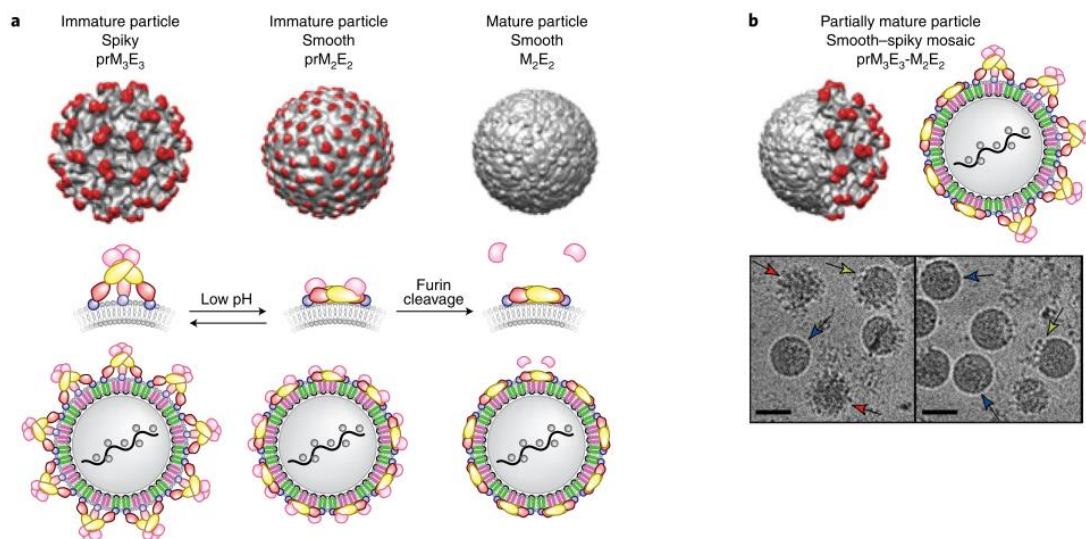 a
Immature particle
Spiky
prM₃E₃
Immature particle
Smooth
prM₂E₂
Mature particle
Smooth
M₂E₂
Low pH
Furin
cleavage
b
Partially mature particle
Smooth–spiky mosaic
prM₃E₃-M₂E₂